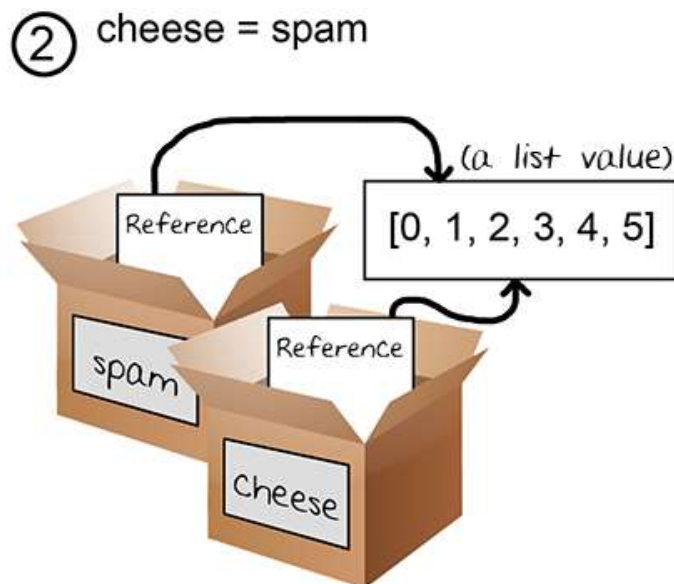 2 cheese = spam
(a list value)
Reference
[0, 1, 2, 3, 4, 5]
Reference
spam
Cheese